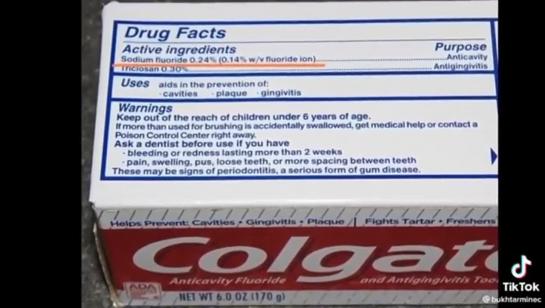 Drug Facts
Active ingredients Purpose
Sodium fluoride 0.24% (0.14% w/v fluoride ion) Anticavity
Triclosan 0.30% Antigingivitis
Uses aids in the prevention of:
· cavities · plaque · gingivitis
Warnings
Keep out of the reach of children under 6 years of age.
If more than used for brushing is accidentally swallowed, get medical help or contact a
Poison Control Center right away.
Ask a dentist before use if you have
· bleeding or redness lasting more than 2 weeks
· pain, swelling, pus, loose teeth, or more spacing between teeth
These may be signs of periodontitis, a serious form of gum disease.
Helps Prevent: Cavities · Gingivitis · Plaque / Fights Tartar · Freshens
Colgate
Anticavity Fluoride and Antigingivitis Too
ADA
NET WT 6.0 OZ (170 g)
TikTok
@bukhtarmines